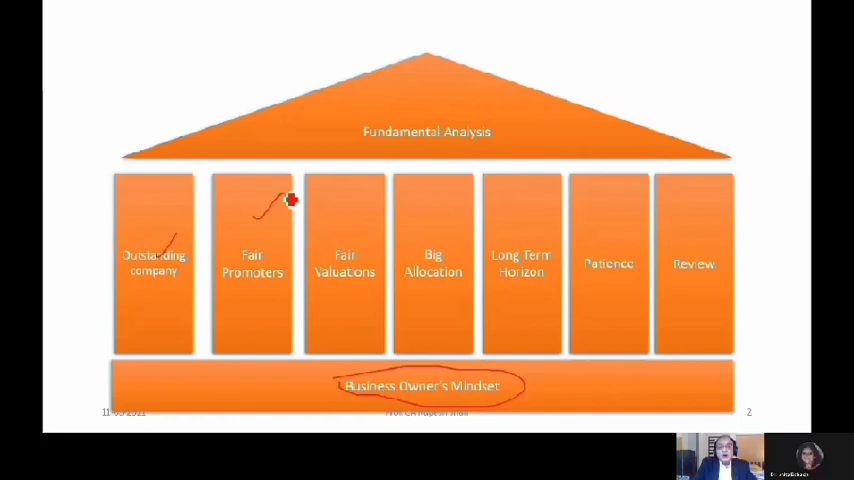 Fundamental Analysis
Outstanding
company
Fair
Promoters
Fair
Valuations
Big
Allocation
Long Term
Horizon
Patience
Review
Business Owner's Mindset
2